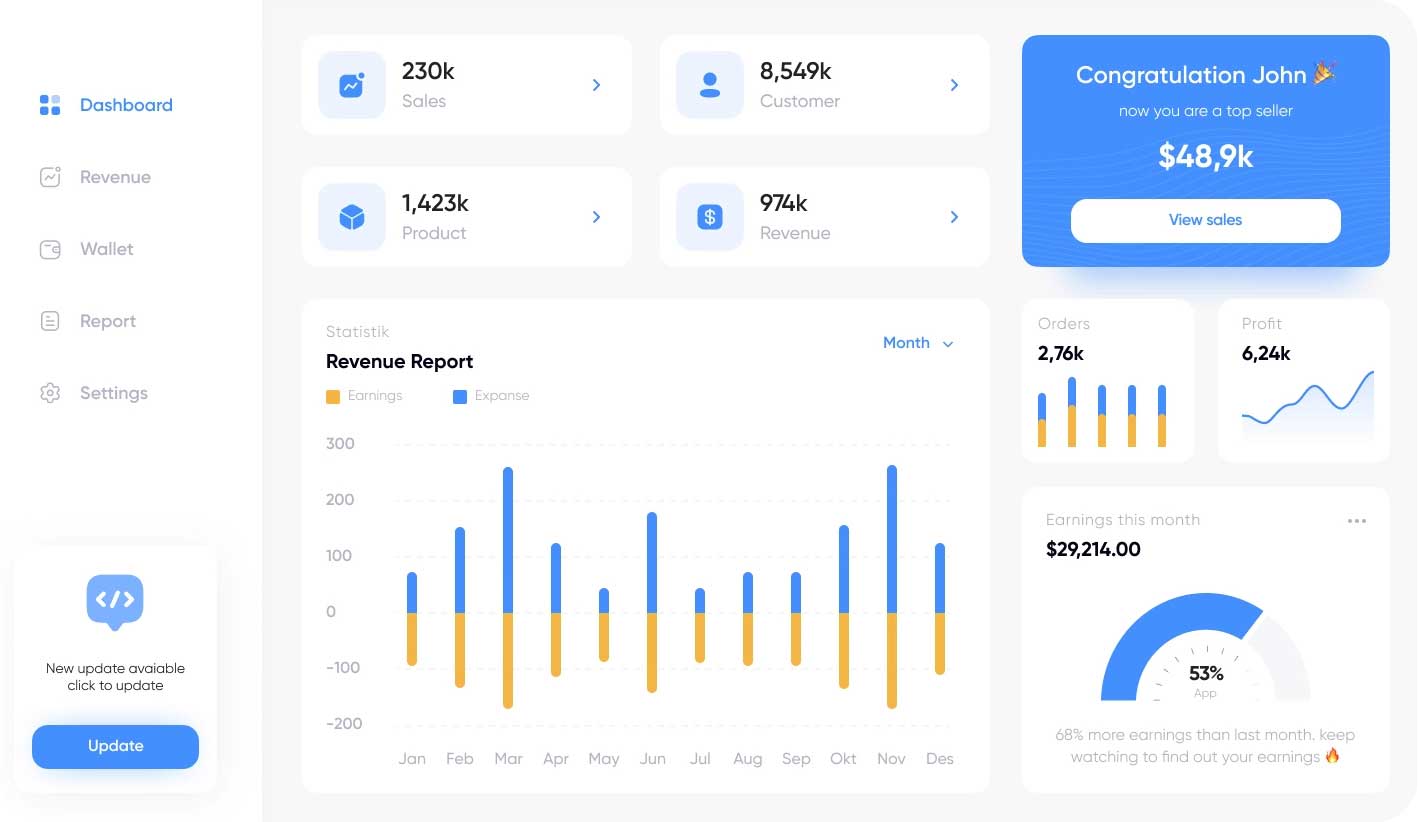 Dashboard
Revenue
Wallet
Report
Settings
New update avaiable
click to update
Update
230k
Sales
8,549k
Customer
1,423k
Product
974k
Revenue
Congratulation John 🎉
now you are a top seller
$48,9k
View sales
Statistik
Revenue Report
Month
Earnings
Expanse
300
200
100
0
-100
-200
Jan Feb Mar Apr May Jun Jul Aug Sep Okt Nov Des
Orders
2,76k
Profit
6,24k
Earnings this month
$29,214.00
53%
App
68% more earnings than last month. keep
watching to find out your earnings 🔥